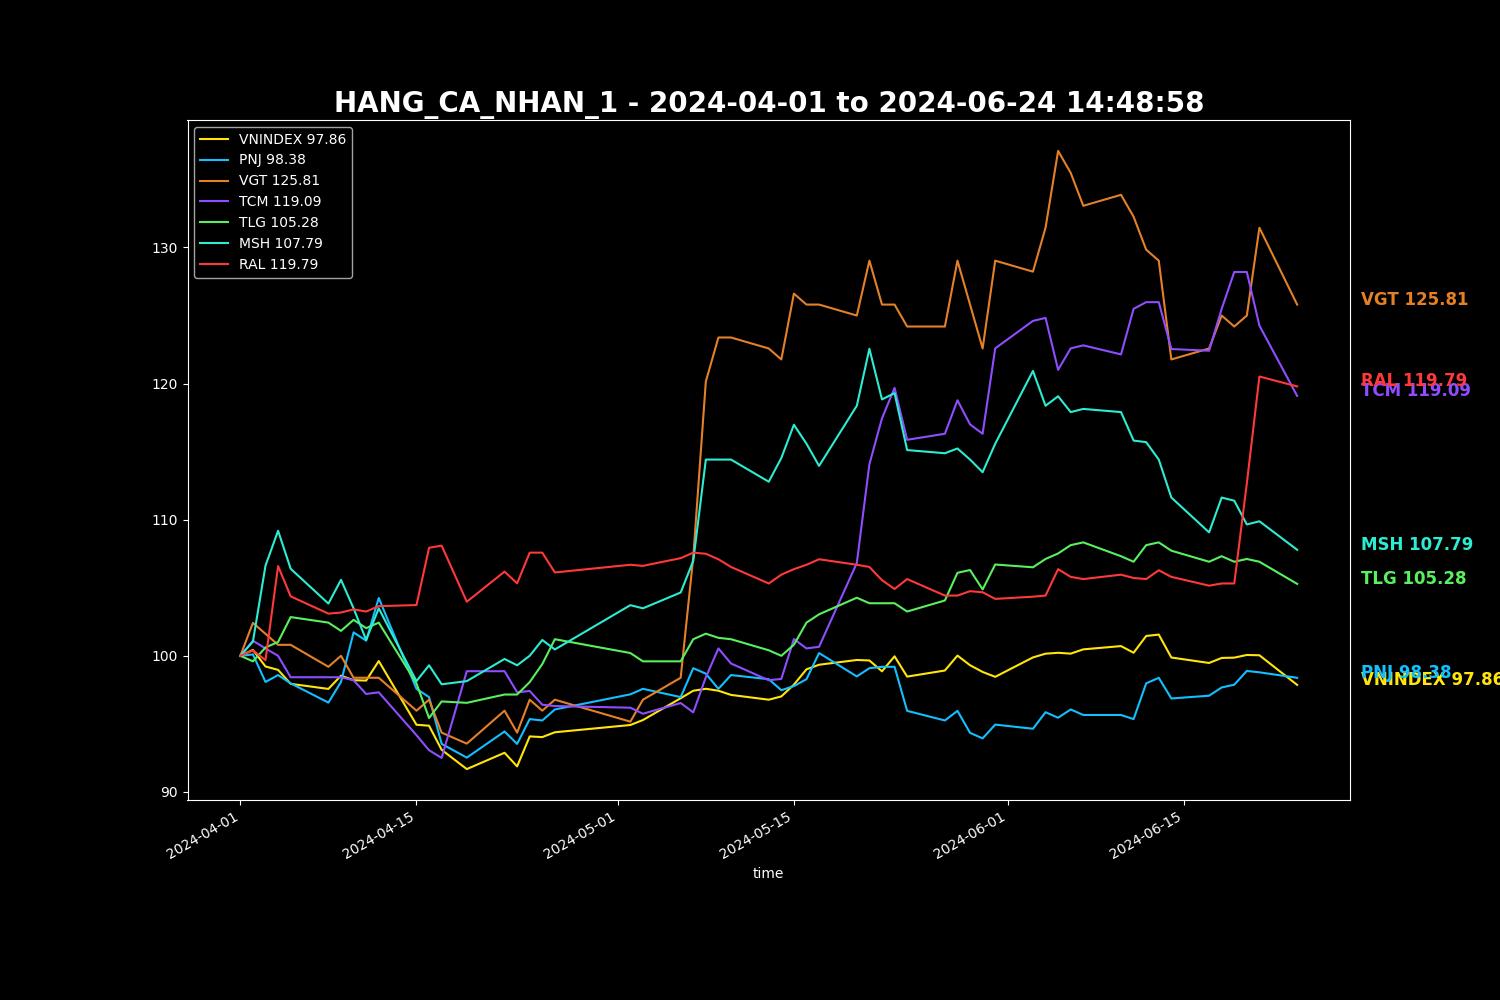 HANG_CA_NHAN_1 - 2024-04-01 to 2024-06-24 14:48:58
VNINDEX 97.86
PNJ 98.38
VGT 125.81
TCM 119.09
TLG 105.28
MSH 107.79
RAL 119.79
130
120
110
100
90
VGT 125.81
RAL 119.79
TCM 119.09
MSH 107.79
TLG 105.28
PNJ 98.38
VNINDEX 97.86
2024-04-01
2024-04-15
2024-05-01
2024-05-15
2024-06-01
2024-06-15
time